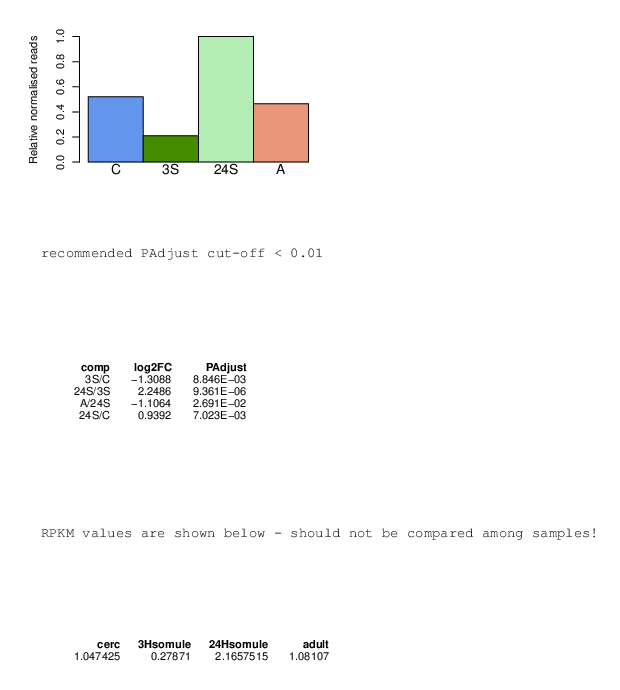 Relative normalised reads
1.0
0.8
0.6
0.4
0.2
0.0
C 3S 24S A
recommended PAdjust cut-off < 0.01
comp log2FC PAdjust
3S/C −1.3088 8.846E−03
24S/3S 2.2486 9.361E−06
A/24S −1.1064 2.691E−02
24S/C 0.9392 7.023E−03
RPKM values are shown below - should not be compared among samples!
cerc 3Hsomule 24Hsomule adult
1.047425 0.27871 2.1657515 1.08107